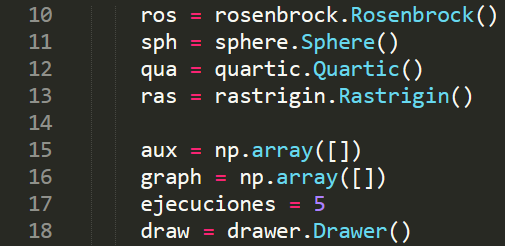 10 ros = rosenbrock.Rosenbrock()
11 sph = sphere.Sphere()
12 qua = quartic.Quartic()
13 ras = rastrigin.Rastrigin()
14
15 aux = np.array([])
16 graph = np.array([])
17 ejecuciones = 5
18 draw = drawer.Drawer()